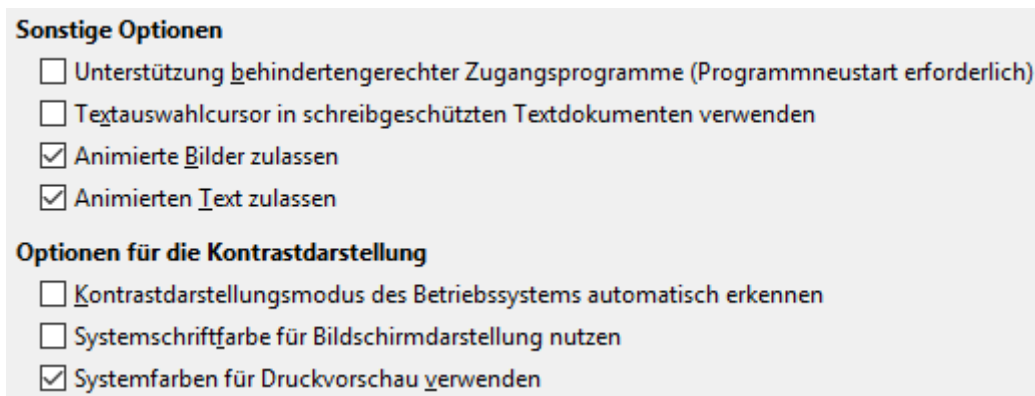 Sonstige Optionen
Unterstützung behindertengerechter Zugangsprogramme (Programmneustart erforderlich)
Textauswahlcursor in schreibgeschützten Textdokumenten verwenden
Animierte Bilder zulassen
Animierten Text zulassen
Optionen für die Kontrastdarstellung
Kontrastdarstellungsmodus des Betriebssystems automatisch erkennen
Systemschriftfarbe für Bildschirmdarstellung nutzen
Systemfarben für Druckvorschau verwenden